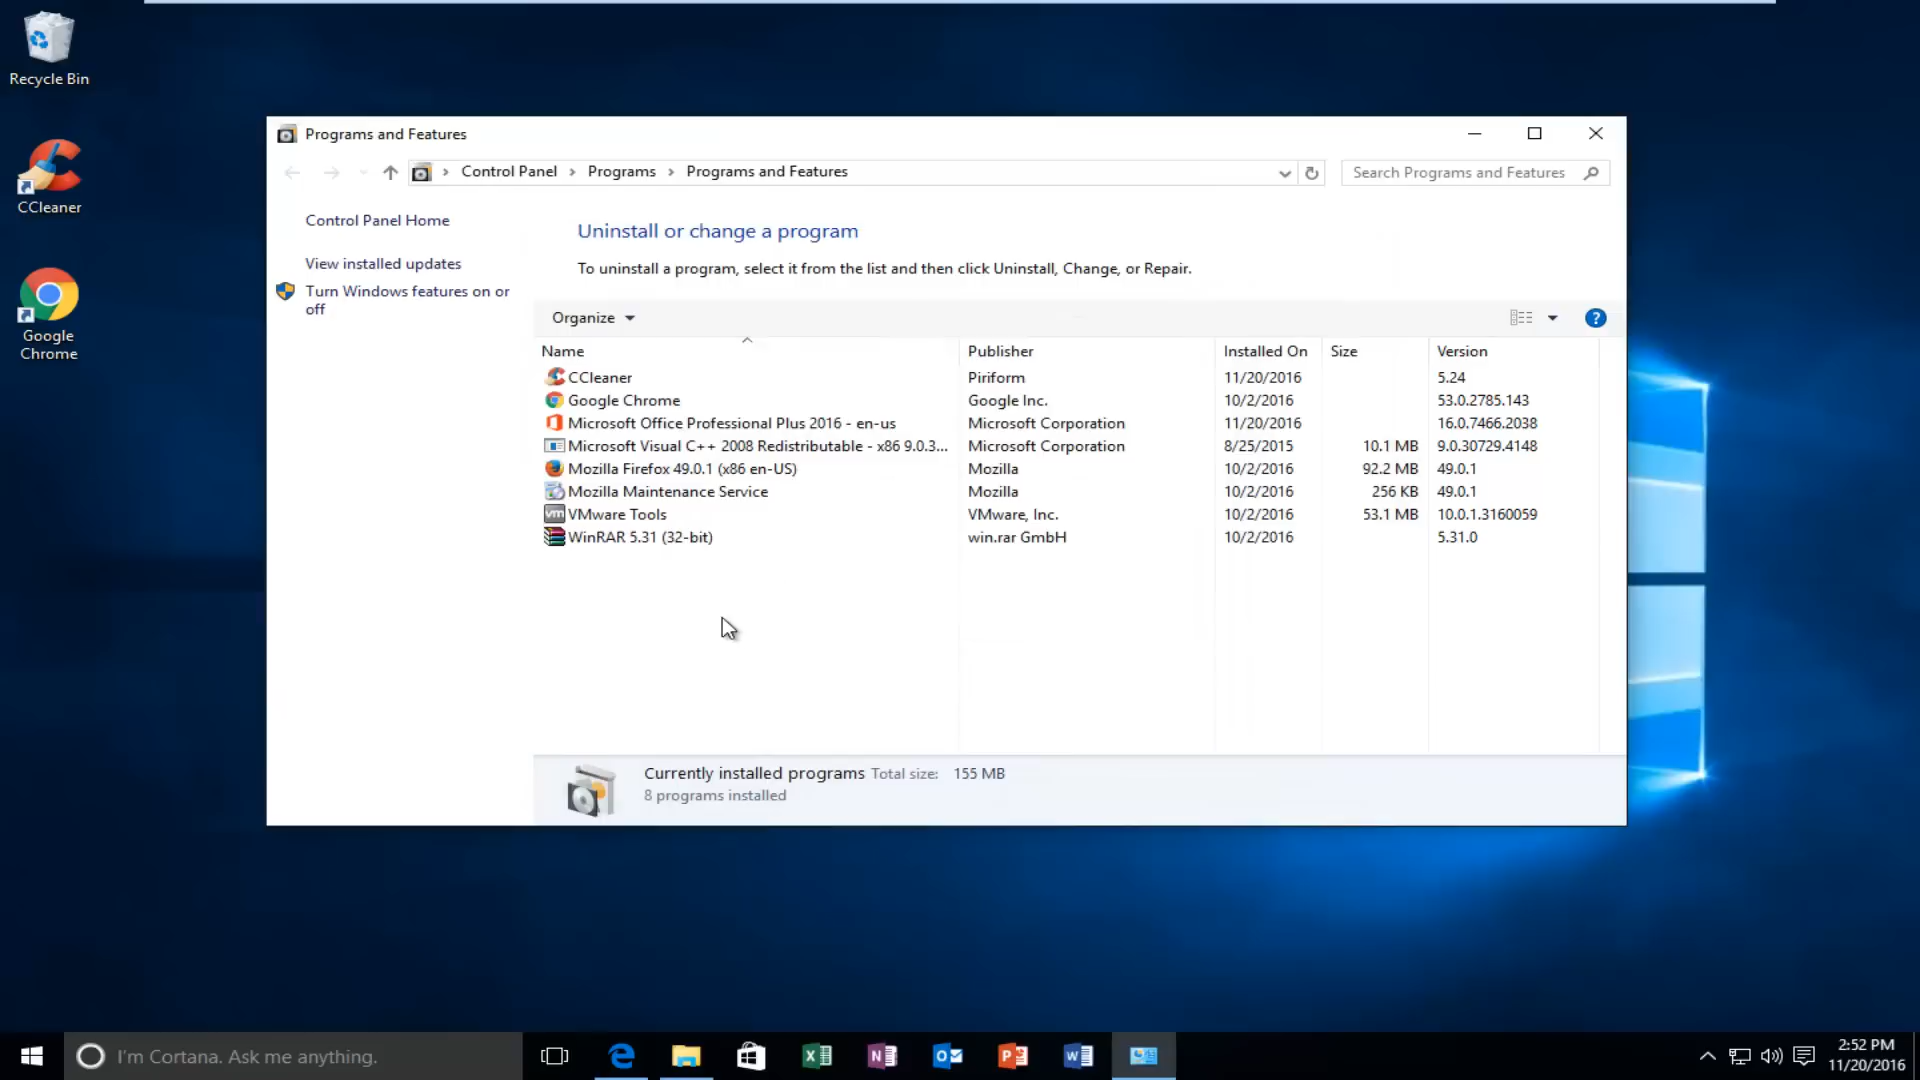 Recycle Bin
CCleaner
Google
Chrome
Programs and Features
Control Panel > Programs > Programs and Features
Search Programs and Features
Control Panel Home
View installed updates
Turn Windows features on or
off
Uninstall or change a program
To uninstall a program, select it from the list and then click Uninstall, Change, or Repair.
Organize
?
Name Publisher Installed On Size Version
CCleaner Piriform 11/20/2016 5.24
Google Chrome Google Inc. 10/2/2016 53.0.2785.143
Microsoft Office Professional Plus 2016 - en-us Microsoft Corporation 11/20/2016 16.0.7466.2038
Microsoft Visual C++ 2008 Redistributable - x86 9.0.3... Microsoft Corporation 8/25/2015 10.1 MB 9.0.30729.4148
Mozilla Firefox 49.0.1 (x86 en-US) Mozilla 10/2/2016 92.2 MB 49.0.1
Mozilla Maintenance Service Mozilla 10/2/2016 256 KB 49.0.1
VMware Tools VMware, Inc. 10/2/2016 53.1 MB 10.0.1.3160059
WinRAR 5.31 (32-bit) win.rar GmbH 10/2/2016 5.31.0
Currently installed programs Total size: 155 MB
8 programs installed
I'm Cortana. Ask me anything.
2:52 PM
11/20/2016